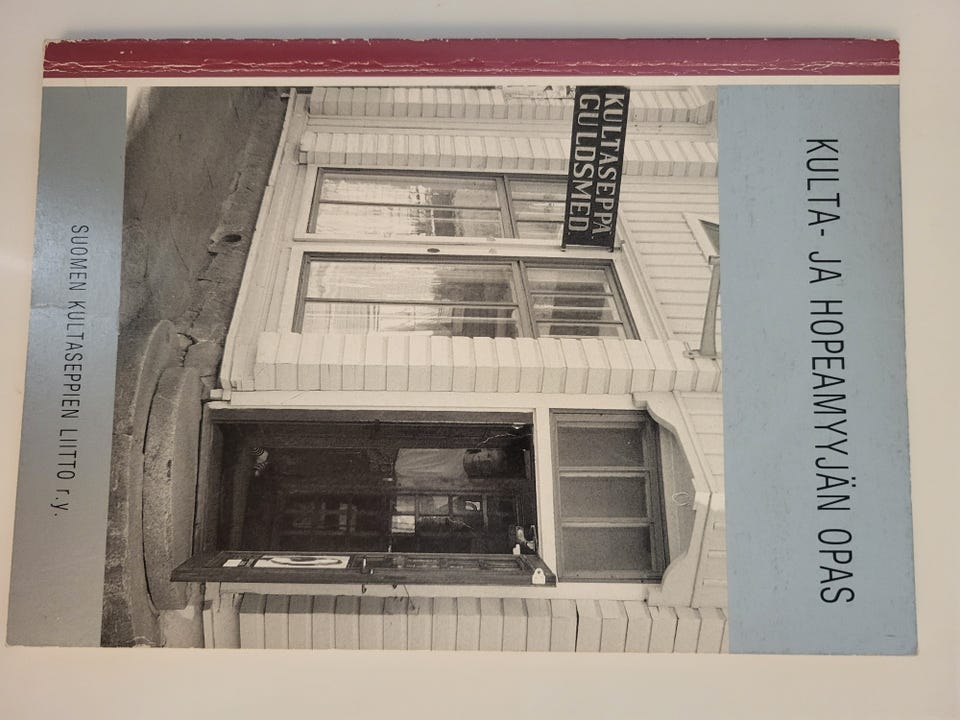 KULTA- JA HOPEAMYYJÄN OPAS
KULTASEPPÄ
GULDSMED
SUOMEN KULTASEPPIEN LIITTO r.y.